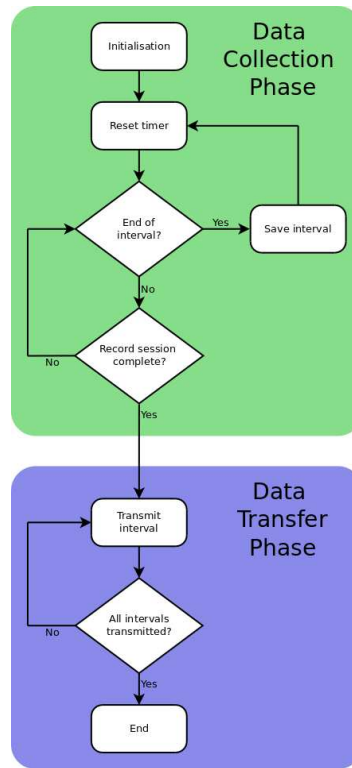 Data
Collection
Phase
Initialisation
Reset timer
End of
interval?
Yes
Save interval
No
Record session
complete?
No
Yes
Data
Transfer
Phase
Transmit
interval
All intervals
transmitted?
No
Yes
End